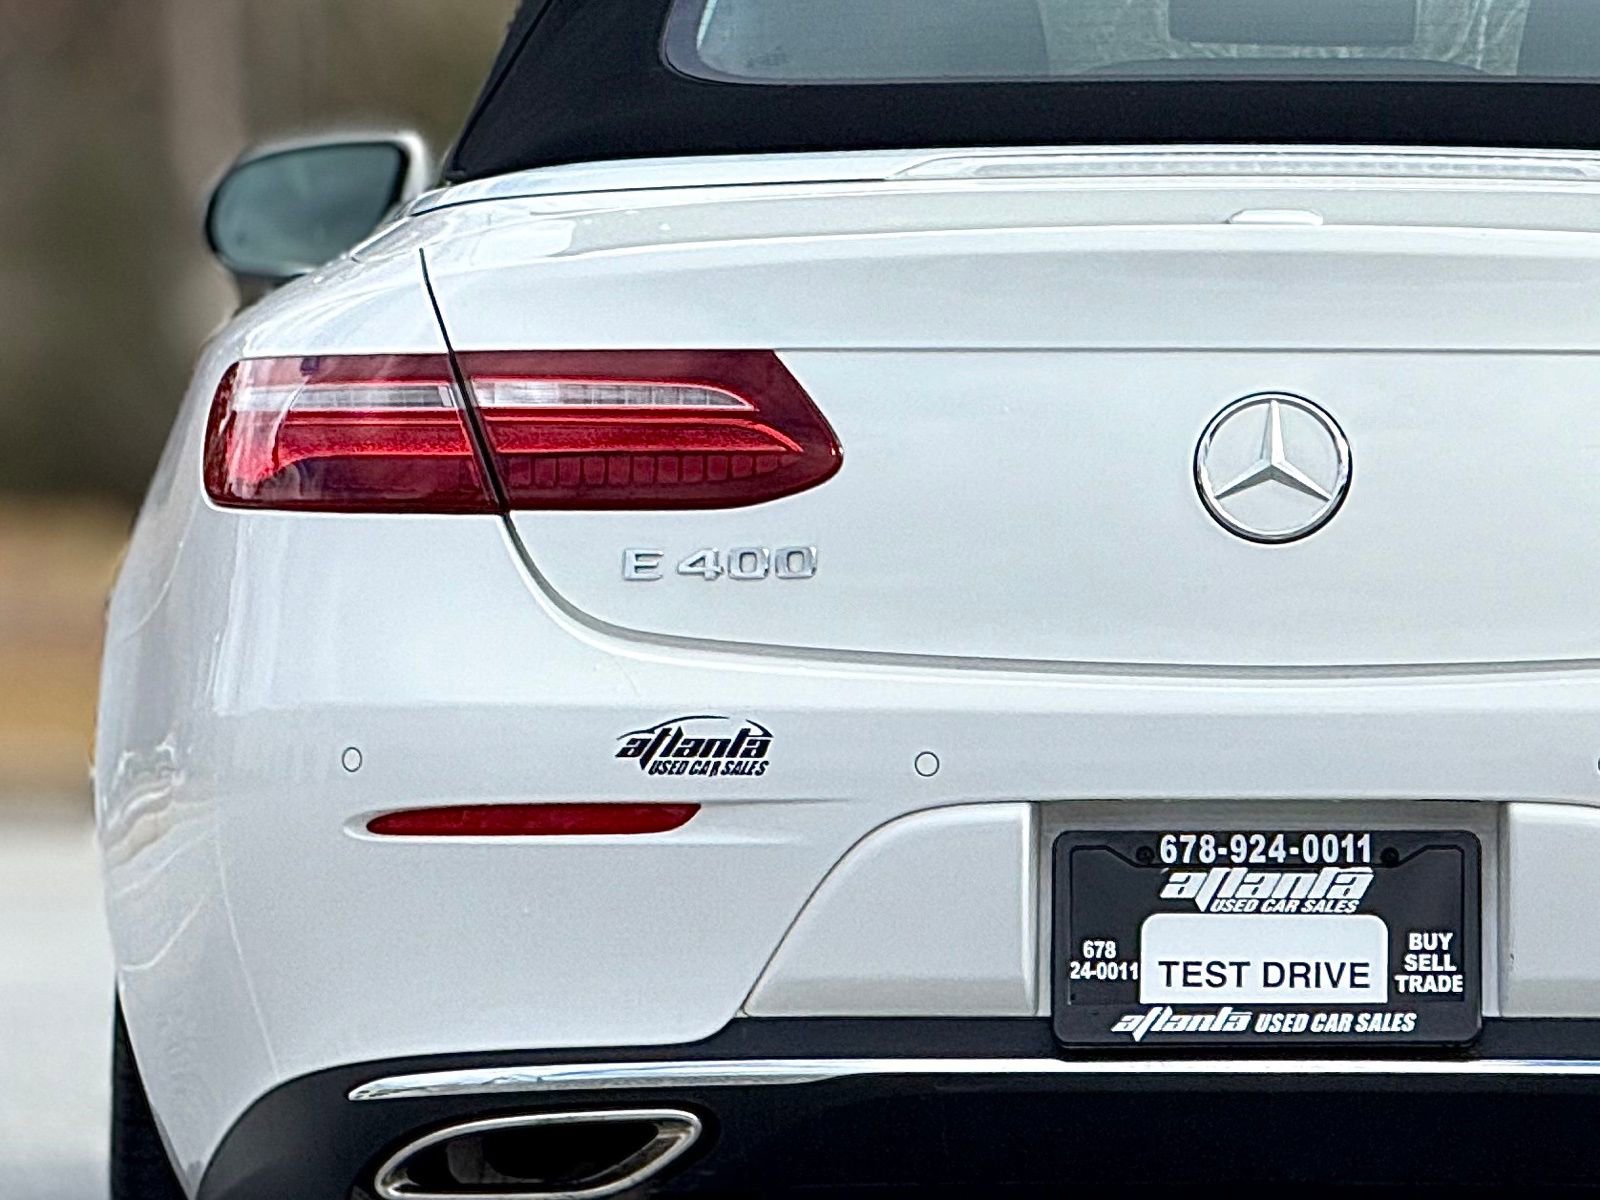 E 400
atlanta
USED CAR SALES
678-924-0011
atlanta
USED CAR SALES
678
24-0011
TEST DRIVE
BUY
SELL
TRADE
atlanta USED CAR SALES